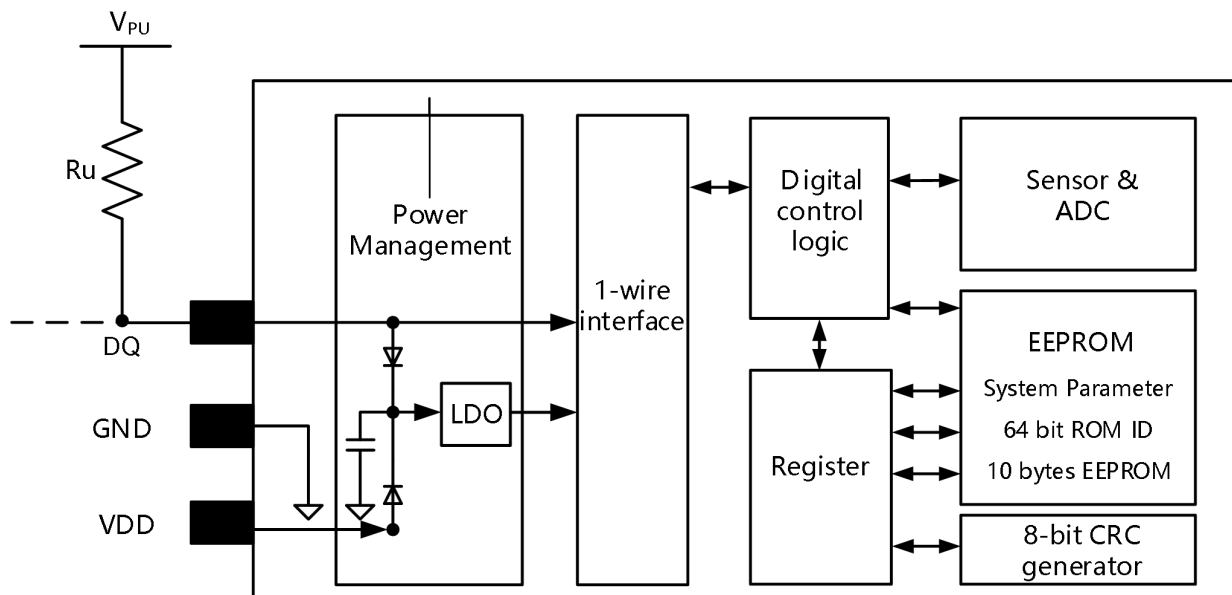 VPU
Ru
DQ
GND
VDD
Power
Management
LDO
1-wire
interface
Digital
control
logic
Register
Sensor &
ADC
EEPROM
System Parameter
64 bit ROM ID
10 bytes EEPROM
8-bit CRC
generator